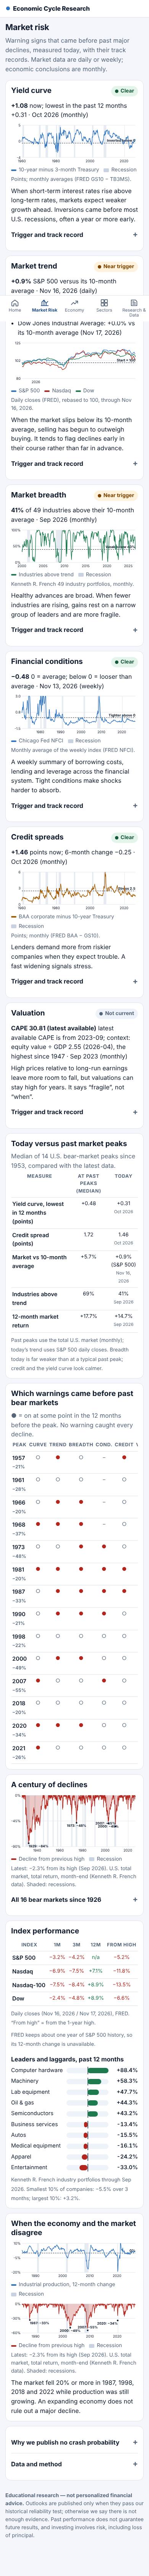 Economic Cycle Research
Market risk
Warning signs that came before past major
declines, measured today, with their track
records. Market data are daily or weekly;
economic conclusions are monthly.
Yield curve
Clear
+1.08 now; lowest in the past 12 months
+0.31 · Oct 2026 (monthly)
10-year minus 3-month Treasury Recession
Points, monthly averages (FRED GS10 − TB3MS).
When short-term interest rates rise above
long-term rates, markets expect weaker
growth ahead. Inversions came before most
U.S. recessions, often a year or more early.
Trigger and track record +
Market trend
Near trigger
+0.9% S&P 500 versus its 10-month
average · Nov 16, 2026 (daily)
Home Market Risk Economy Sectors Research & Data
Dow Jones Industrial Average: +0.0% vs
its 10-month average (Nov 17, 2026)
S&P 500 Nasdaq Dow
Daily closes (FRED), rebased to 100, through Nov
16, 2026.
When the market slips below its 10-month
average, selling has begun to outweigh
buying. It tends to flag declines early in
their course rather than far in advance.
Trigger and track record +
Market breadth
Near trigger
41% of 49 industries above their 10-month
average · Sep 2026 (monthly)
Industries above trend Recession
Kenneth R. French 49 industry portfolios, monthly.
Healthy advances are broad. When fewer
industries are rising, gains rest on a narrow
group of leaders and are more fragile.
Trigger and track record +
Financial conditions
Clear
−0.48 0 = average; below 0 = looser than
average · Nov 13, 2026 (weekly)
Chicago Fed NFCI Recession
Monthly average of the weekly index (FRED NFCI).
A weekly summary of borrowing costs,
lending and leverage across the financial
system. Tight conditions make shocks
harder to absorb.
Trigger and track record +
Credit spreads
Clear
+1.46 points now; 6-month change −0.25 ·
Oct 2026 (monthly)
BAA corporate minus 10-year Treasury
Recession
Points, monthly (FRED BAA − GS10).
Lenders demand more from riskier
companies when they expect trouble. A
fast widening signals stress.
Trigger and track record +
Valuation
Not current
CAPE 30.81 (latest available) latest
available CAPE is from 2023-09; context:
equity value ÷ GDP 2.55 (2026-04), the
highest since 1947 · Sep 2023 (monthly)
High prices relative to long-run earnings
leave more room to fall, but valuations can
stay high for years. It says “fragile”, not
“when”.
Trigger and track record +
Today versus past market peaks
Median of 14 U.S. bear-market peaks since
1953, compared with the latest data.
MEASURE AT PAST PEAKS (MEDIAN) TODAY
Yield curve, lowest in 12 months (points) +0.48 +0.31 Oct 2026
Credit spread (points) 1.72 1.46 Oct 2026
Market vs 10-month average +5.7% +0.9% (S&P 500) Nov 16, 2026
Industries above trend 69% 41% Sep 2026
12-month market return +17.7% +14.7% Sep 2026
Past peaks use the total U.S. market (monthly);
today’s trend uses S&P 500 daily closes. Breadth
today is weaker than at a typical past peak;
credit and the yield curve look calmer.
Which warnings came before past
bear markets
● = on at some point in the 12 months
before the peak. No warning caught every
decline.
PEAK CURVE TREND BREADTH COND. CREDIT
1957
−21%
1961
−28%
1966
−20%
1968
−37%
1973
−48%
1981
−20%
1987
−33%
1990
−21%
1998
−22%
2000
−49%
2007
−55%
2018
−20%
2020
−34%
2021
−26%
A century of declines
Decline from previous high Recession
Latest: −2.3% from its high (Sep 2026). U.S. total
market, total return, month-end (Kenneth R. French
Data). Shaded: recessions.
All 16 bear markets since 1926 +
Index performance
INDEX 1M 3M 12M FROM HIGH
S&P 500 −3.2% −4.2% n/a −5.2%
Nasdaq −6.9% −7.5% +7.1% −11.8%
Nasdaq-100 −7.5% −8.4% +6.9% −13.5%
Dow −2.4% −4.8% +6.9% −6.6%
Daily closes (Nov 16, 2026 / Nov 17, 2026), FRED.
“From high” = from the 1-year high.
FRED keeps about one year of S&P 500 history, so
its 12-month change is unavailable.
Leaders and laggards, past 12 months
Computer hardware +88.4%
Machinery +58.3%
Lab equipment +47.7%
Oil & gas +44.3%
Semiconductors +43.2%
Business services −13.4%
Autos −15.5%
Medical equipment −16.1%
Apparel −24.2%
Entertainment −33.0%
Kenneth R. French industry portfolios through Sep
2026. Smallest 10% of companies: −5.5% over 3
months; largest 10%: +3.2%.
When the economy and the market
disagree
Industrial production, 12-month change
Recession
Decline from previous high Recession
Latest: −2.3% from its high (Sep 2026). U.S. total
market, total return, month-end (Kenneth R. French
Data). Shaded: recessions.
The market fell 20% or more in 1987, 1998,
2018 and 2022 while production was still
growing. An expanding economy does not
rule out a major decline.
Why we publish no crash probability +
Data and method +
Educational research — not personalized financial
advice. Outlooks are published only when they pass our
historical reliability test; otherwise we say there is not
enough evidence. Past performance does not guarantee
future results, and investing involves risk, including loss
of principal.